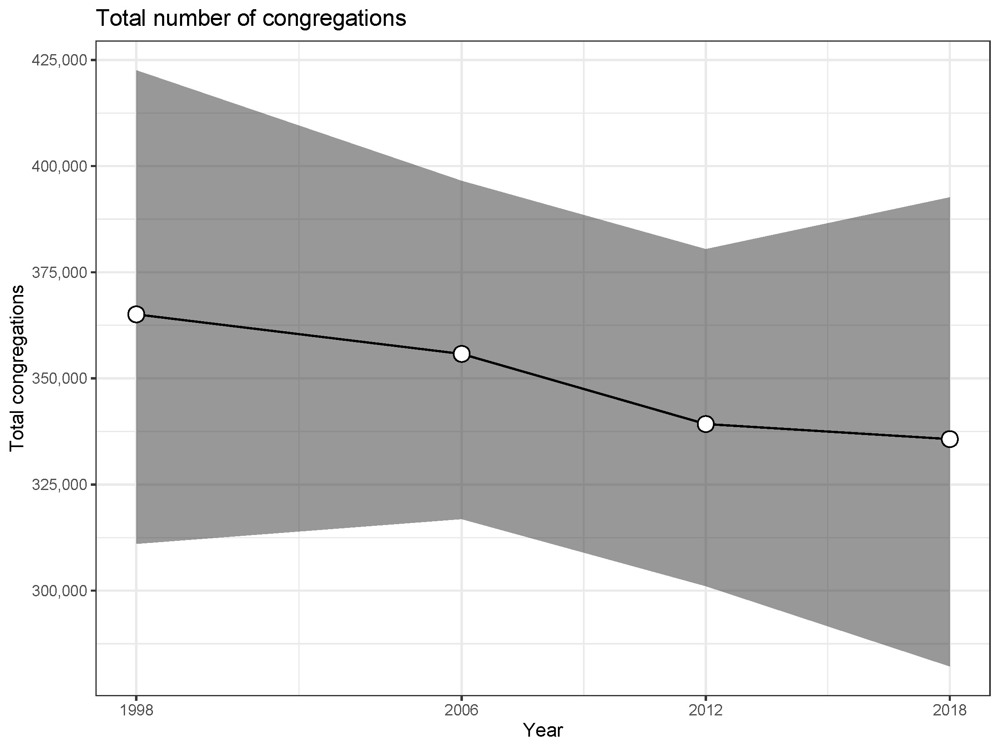 Total number of congregations
425,000
400,000
375,000
350,000
325,000
300,000
Total congregations
1998 2006 2012 2018
Year